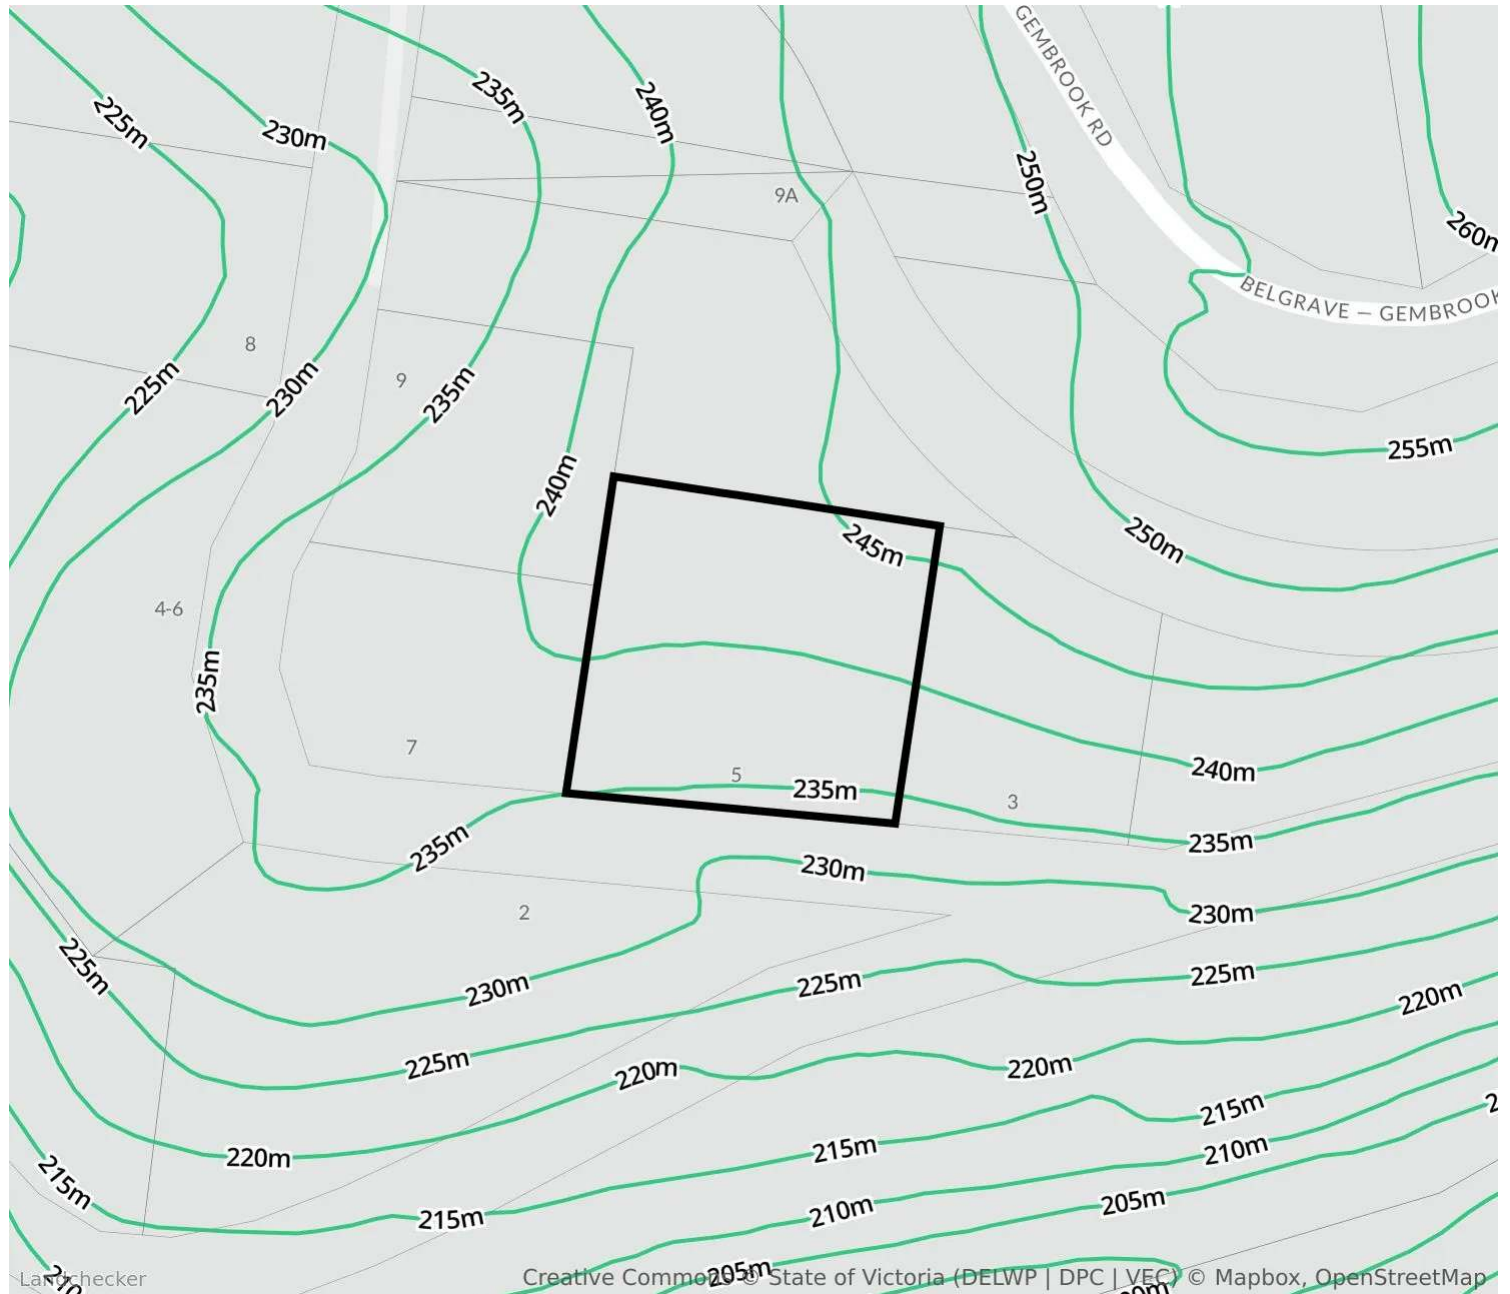 GEMBROOK RD
235m
240m
225m
230m
250m
9A
260m
BELGRAVE — GEMBROOK
8
9
225m
230m
235m
255m
240m
245m
250m
4-6
235m
7
5
235m
240m
3
235m
235m
230m
2
230m
225m
230m
225m
225m
220m
225m
220m
220m
215m
215m
210m
220m
215m
205m
210m
215m
205m
210
Landchecker
Creative Commons © State of Victoria (DELWP | DPC | VEC) © Mapbox, OpenStreetMap